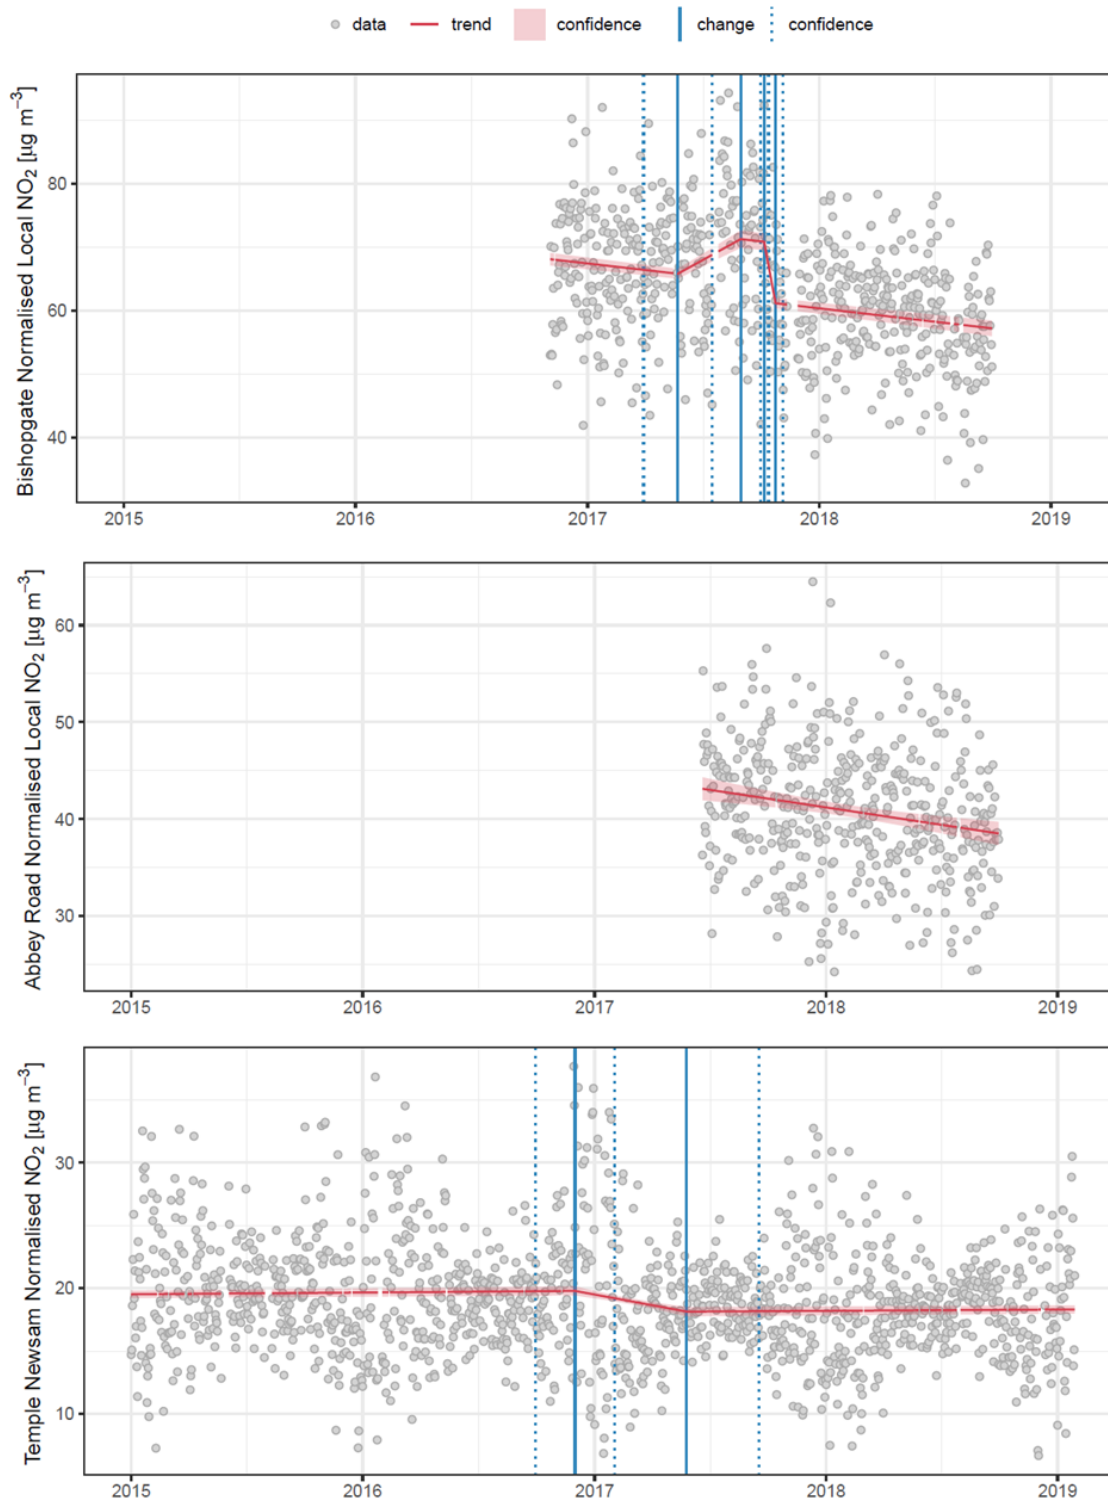 data trend confidence change confidence
Bishopgate Normalised Local NO₂ [µg m⁻³]
80
60
40
2015 2016 2017 2018 2019
Abbey Road Normalised Local NO₂ [µg m⁻³]
60
50
40
30
2015 2016 2017 2018 2019
Temple Newsam Normalised NO₂ [µg m⁻³]
30
20
10
2015 2016 2017 2018 2019